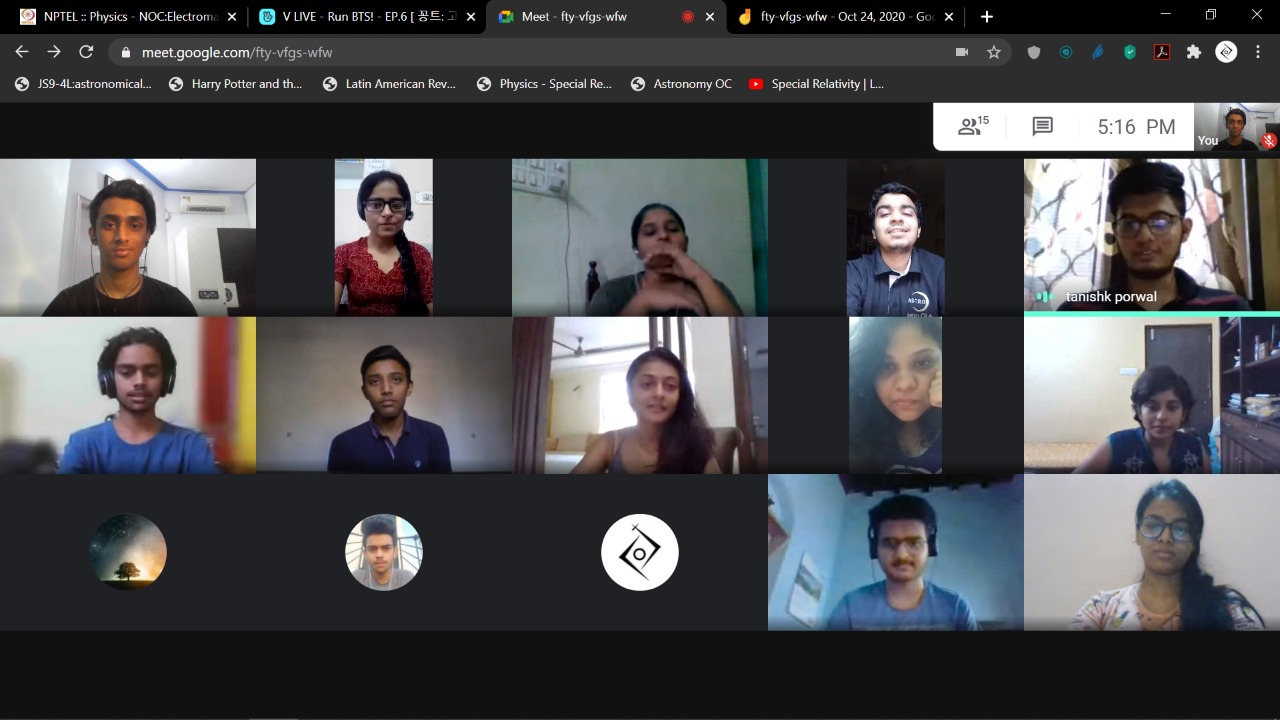 NPTEL :: Physics - NOC:Electroma
V LIVE - Run BTS! - EP.6 [ 꽁트: 고
Meet - fty-vfgs-wfw
fty-vfgs-wfw - Oct 24, 2020 - Goo
meet.google.com/fty-vfgs-wfw
JS9-4L:astronomical...
Harry Potter and th...
Latin American Rev...
Physics - Special Re...
Astronomy OC
Special Relativity | L...
15
5:16 PM
You
tanishk porwal